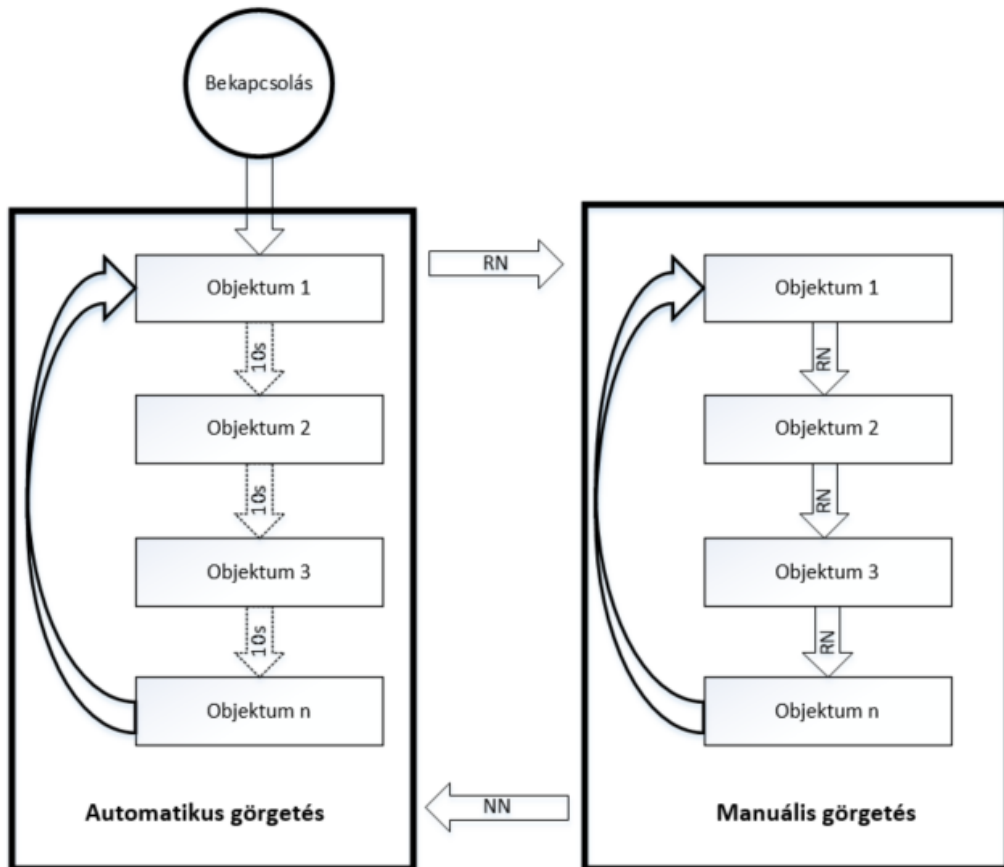 Bekapcsolás
Objektum 1
10s
Objektum 2
10s
Objektum 3
10s
Objektum n
Automatikus görgetés
RN
NN
Objektum 1
RN
Objektum 2
RN
Objektum 3
RN
Objektum n
Manuális görgetés